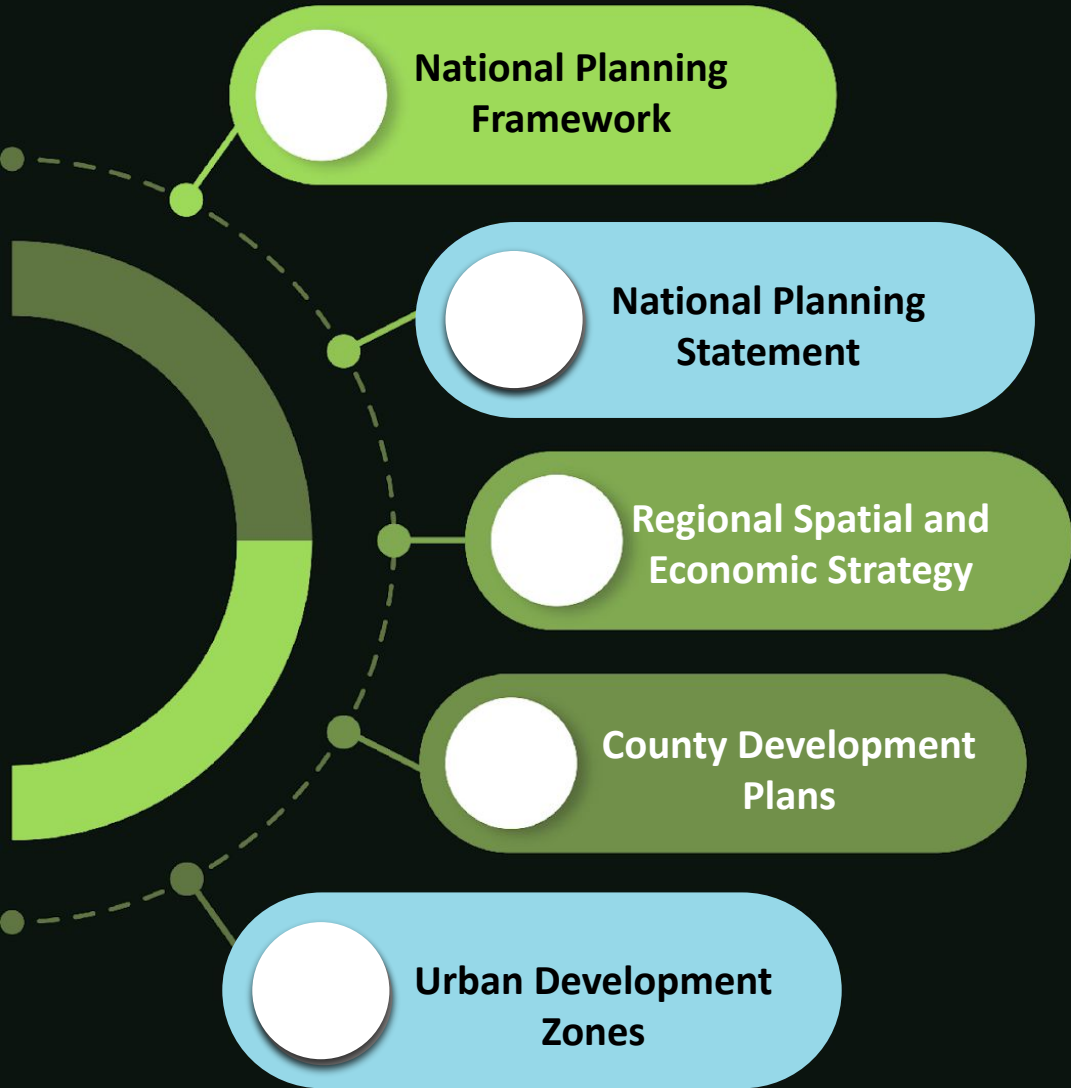 National Planning
Framework
National Planning
Statement
Regional Spatial and
Economic Strategy
County Development
Plans
Urban Development
Zones